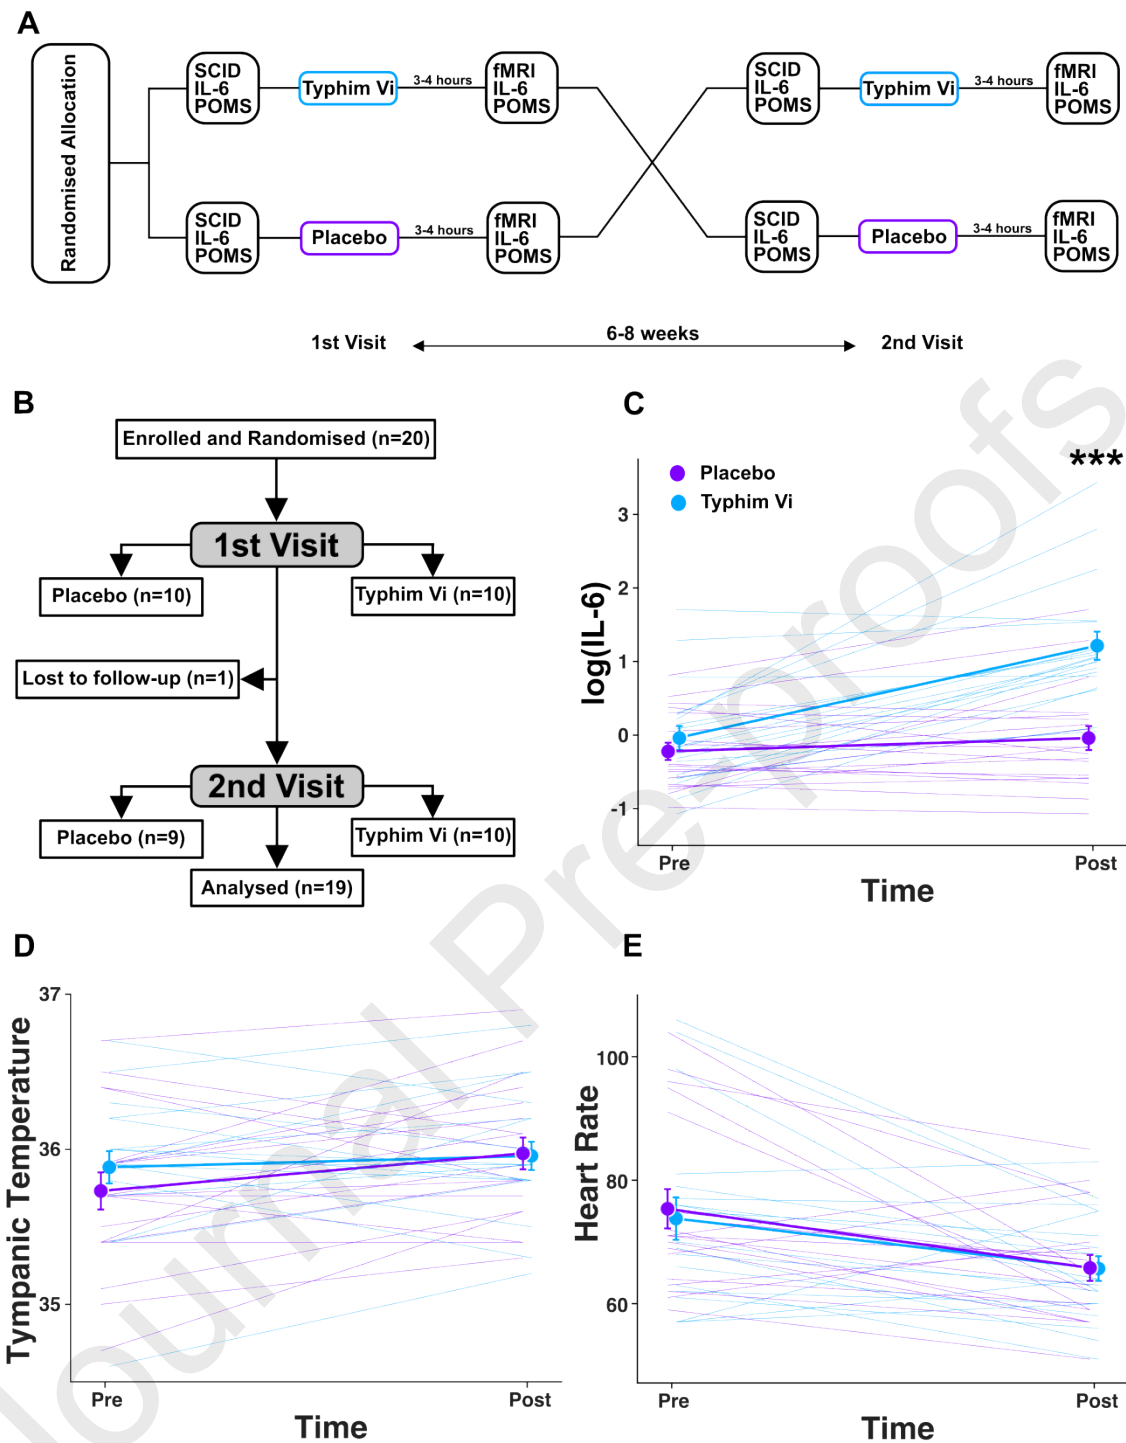 A
Randomised Allocation
SCID
IL-6
POMS
Typhim Vi
3-4 hours
fMRI
IL-6
POMS
SCID
IL-6
POMS
Typhim Vi
3-4 hours
fMRI
IL-6
POMS
SCID
IL-6
POMS
Placebo
3-4 hours
fMRI
IL-6
POMS
SCID
IL-6
POMS
Placebo
3-4 hours
fMRI
IL-6
POMS
1st Visit
6-8 weeks
2nd Visit
B
Enrolled and Randomised (n=20)
1st Visit
Placebo (n=10)
Typhim Vi (n=10)
Lost to follow-up (n=1)
2nd Visit
Placebo (n=9)
Typhim Vi (n=10)
Analysed (n=19)
C
***
Placebo
Typhim Vi
log(IL-6)
3
2
1
0
-1
Pre
Post
Time
D
Tympanic Temperature
37
36
35
Pre
Post
Time
E
Heart Rate
100
80
60
Pre
Post
Time
Journal Pre-proofs